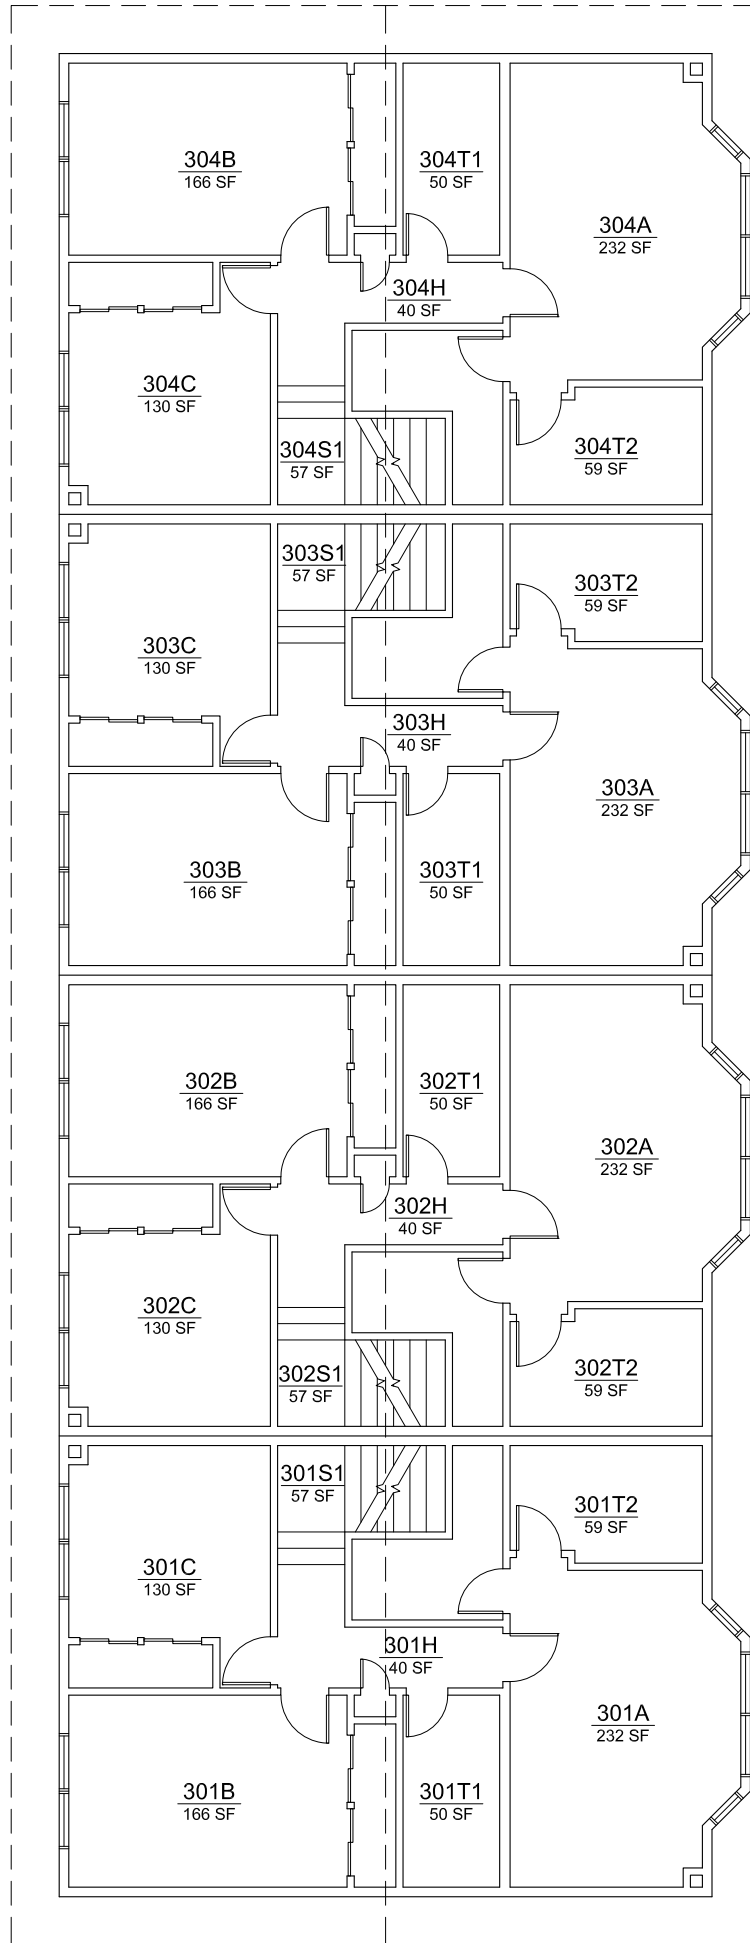 304B
166 SF
304T1
50 SF
304A
232 SF
304H
40 SF
304C
130 SF
304S1
57 SF
304T2
59 SF
303S1
57 SF
303T2
59 SF
303C
130 SF
303H
40 SF
303A
232 SF
303B
166 SF
303T1
50 SF
302B
166 SF
302T1
50 SF
302A
232 SF
302H
40 SF
302C
130 SF
302S1
57 SF
302T2
59 SF
301S1
57 SF
301T2
59 SF
301C
130 SF
301H
40 SF
301A
232 SF
301B
166 SF
301T1
50 SF